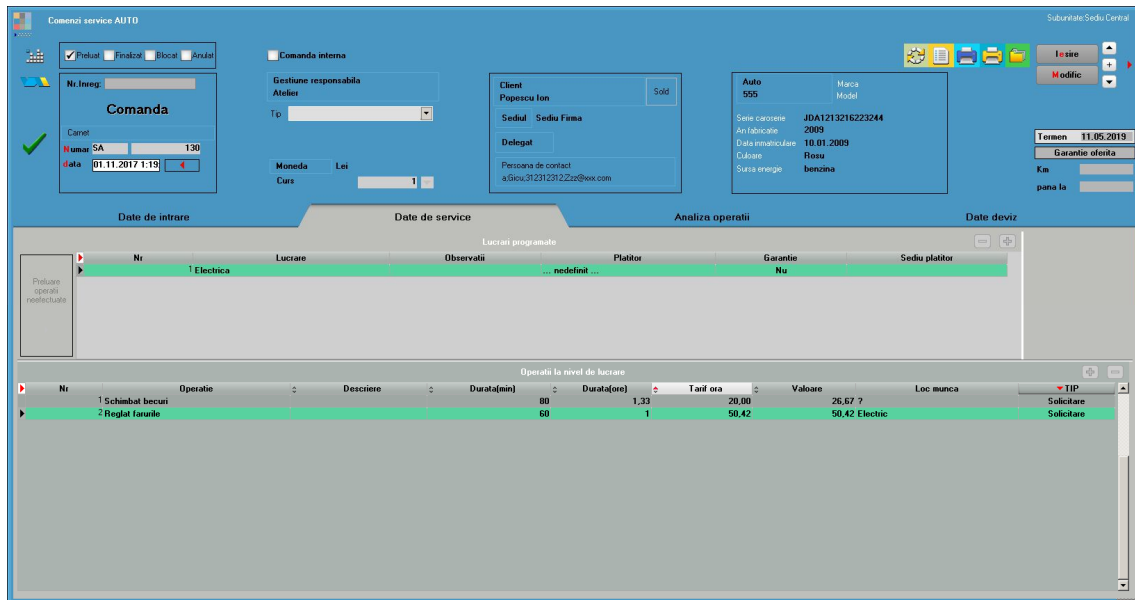 Comenzi service AUTO
Subunitate:Sediu Central
Preluat Finalizat Blocat Anulat
Comanda interna
Iesire
Modific
Nr.Inreg:
Comanda
Carnet
Numar SA 130
data 01.11.2017 1:19
Gestiune responsabila
Atelier
Tip
Moneda Lei
Curs 1
Client
Popescu Ion
Sold
Sediul Sediu Firma
Delegat
Persoana de contact
a;Gicu;312312312;Zzz@xxx.com
Auto Marca
555 Model
Serie caroserie JDA1213216223244
An fabricatie 2009
Data inmatriculare 10.01.2009
Culoare Rosu
Sursa energie benzina
Termen 11.05.2019
Garantie oferita
Km
pana la
Date de intrare Date de service Analiza operatii Date deviz
Lucrari programate
Preluare
operatii
neefectuate
Nr Lucrare Observatii Platitor Garantie Sediu platitor
1 Electrica ... nedefinit ... Nu
Operatii la nivel de lucrare
Nr Operatie Descriere Durata(min) Durata(ore) Tarif ora Valoare Loc munca TIP
1 Schimbat becuri 80 1,33 20,00 26,67 ? Solicitare
2 Reglat farurile 60 1 50,42 50,42 Electric Solicitare